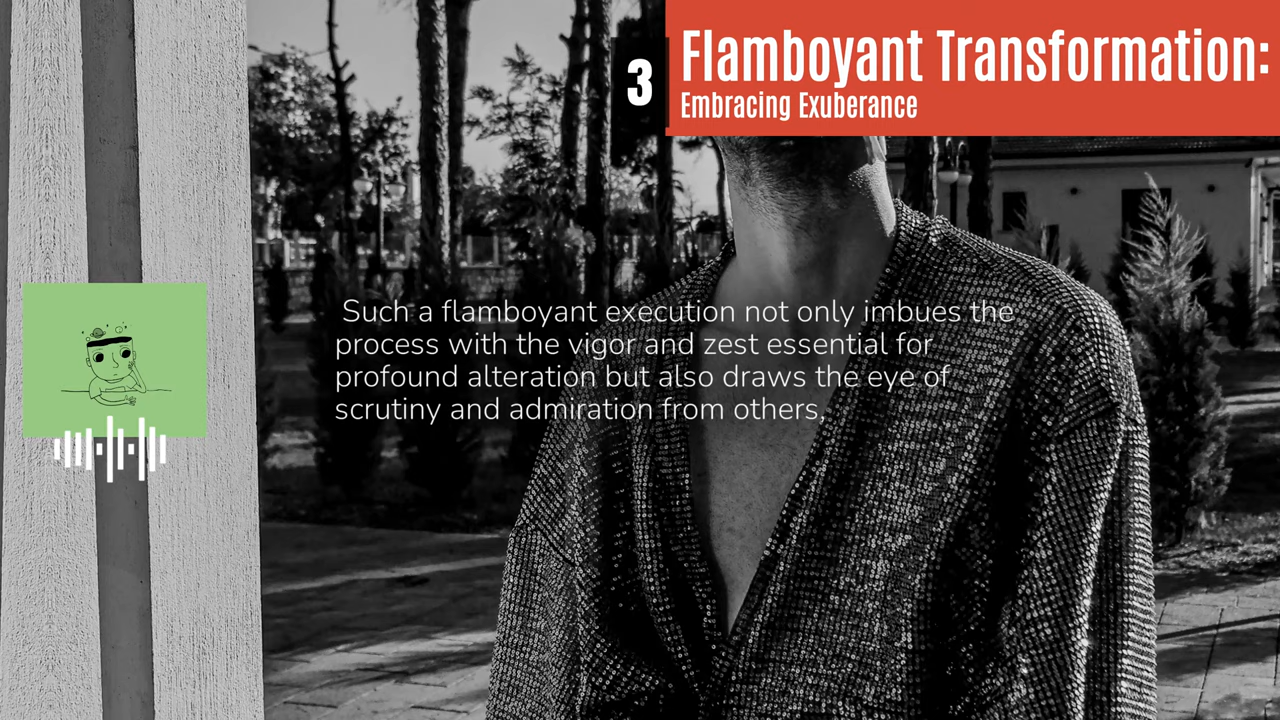 3
Flamboyant Transformation:
Embracing Exuberance
Such a flamboyant execution not only imbues the
process with the vigor and zest essential for
profound alteration but also draws the eye of
scrutiny and admiration from others,